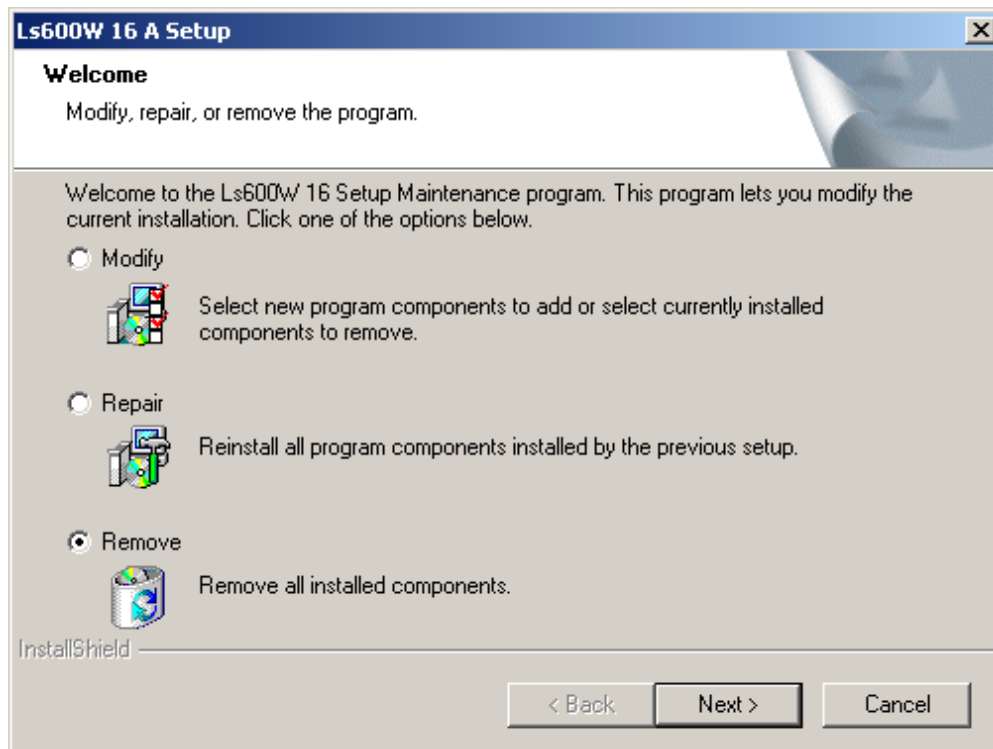 Ls600W 16 A Setup
Welcome
Modify, repair, or remove the program.
Welcome to the Ls600W 16 Setup Maintenance program. This program lets you modify the
current installation. Click one of the options below.
Modify
Select new program components to add or select currently installed
components to remove.
Repair
Reinstall all program components installed by the previous setup.
Remove
Remove all installed components.
InstallShield
< Back
Next >
Cancel